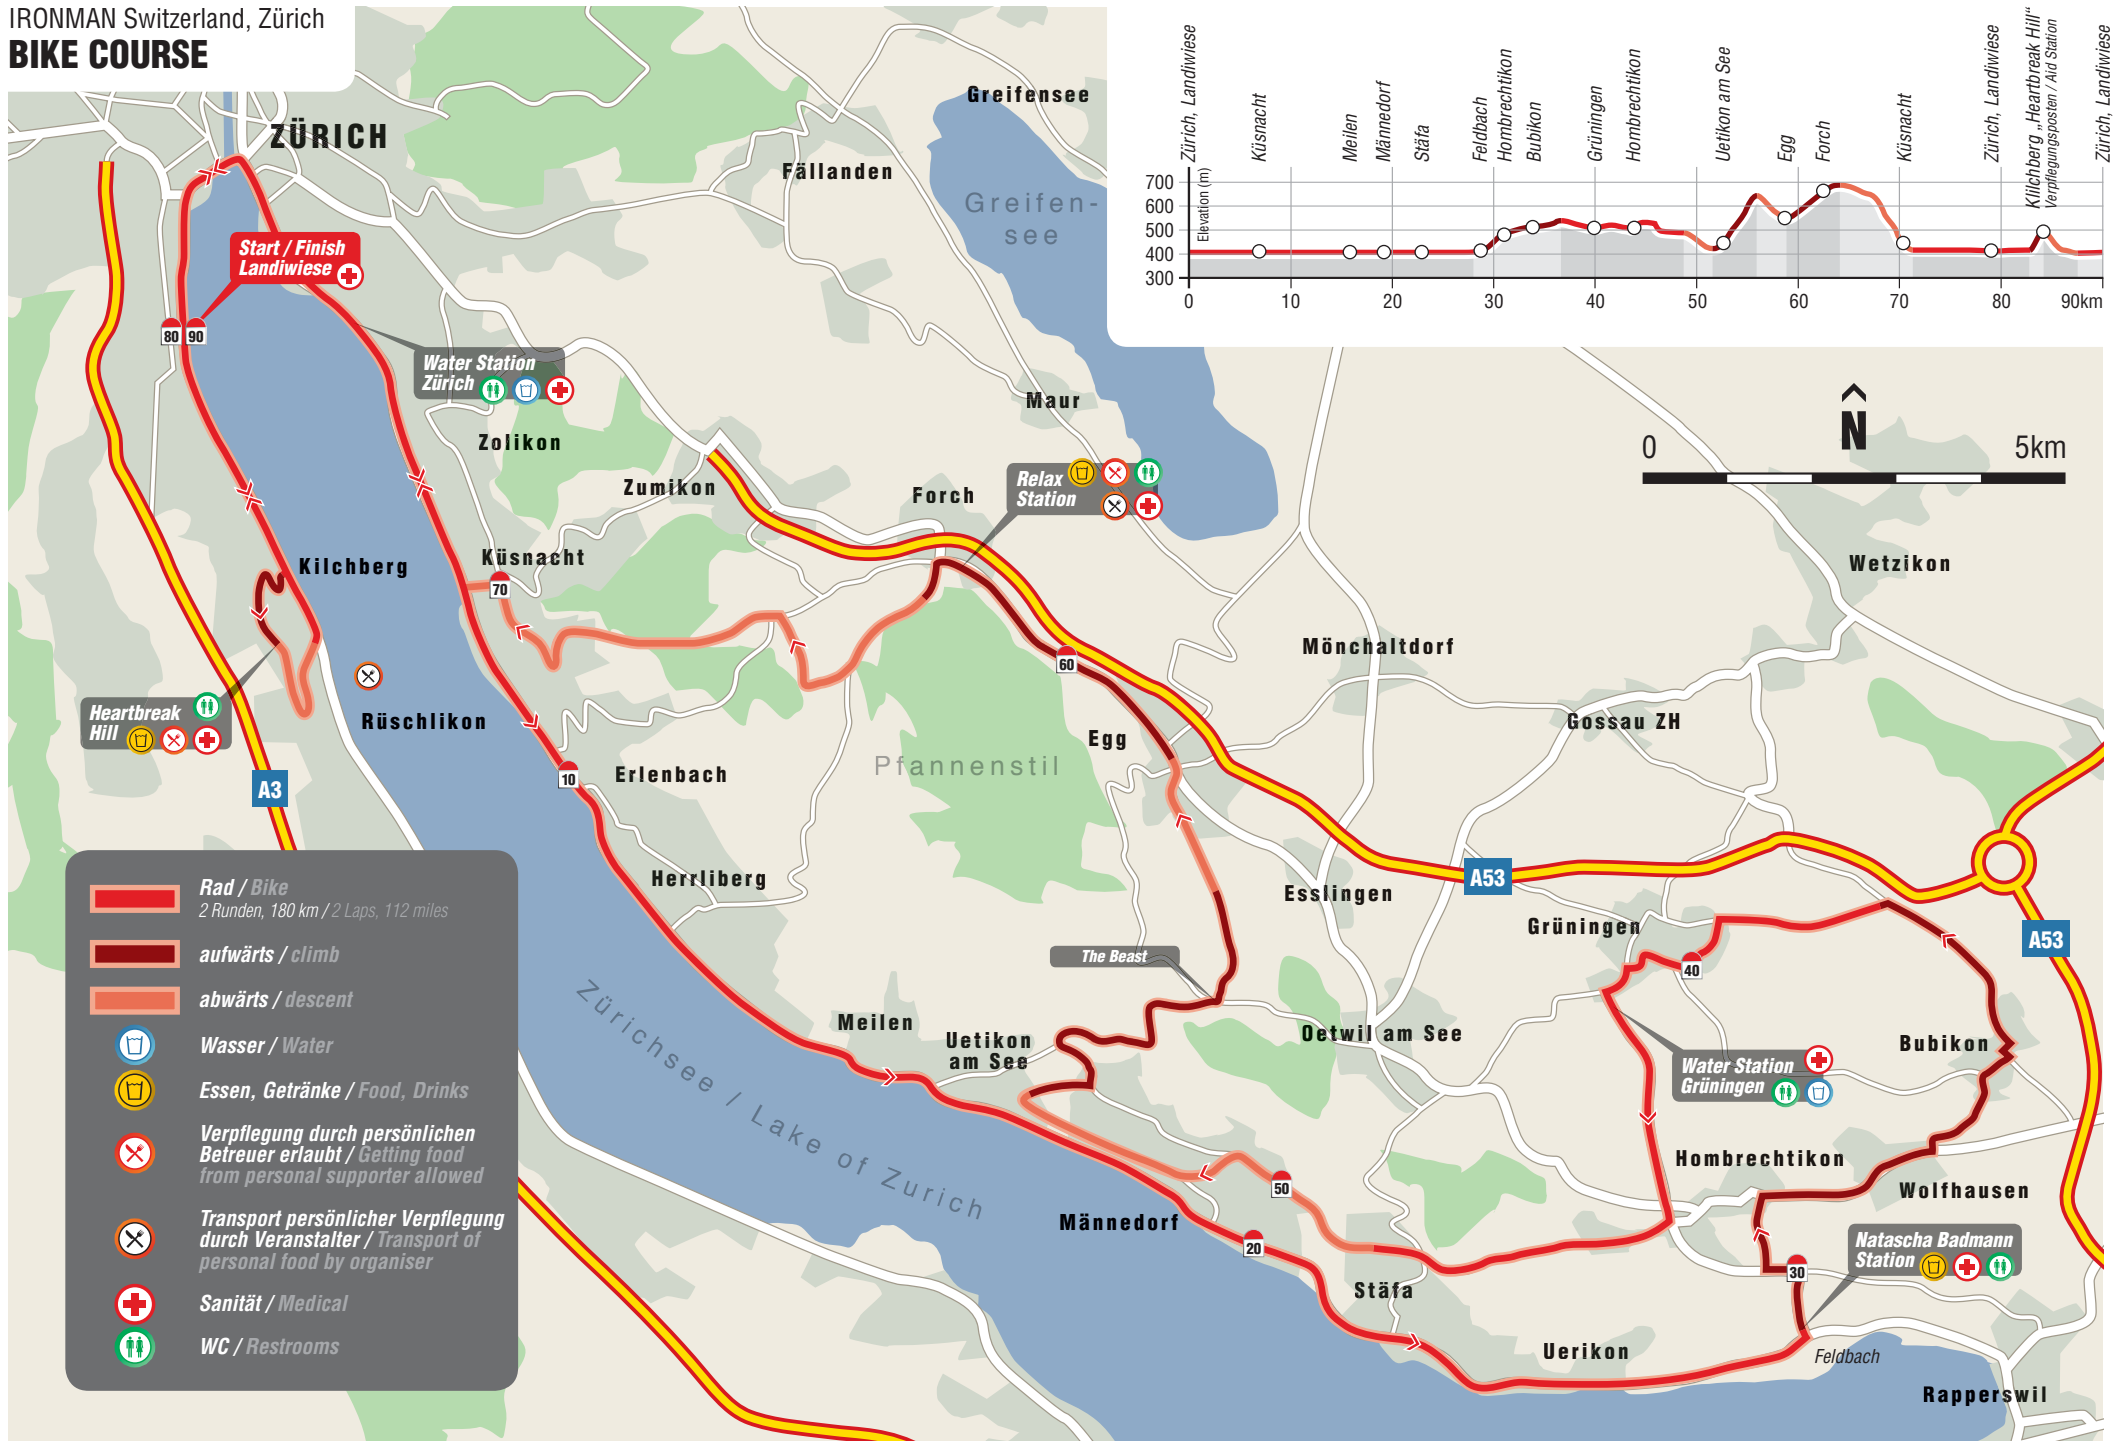 IRONMAN Switzerland, Zürich
BIKE COURSE
Zürich, Landiwiese
Küsnacht
Meilen
Männedorf
Stäfa
Feldbach
Hombrechtikon
Bubikon
Grüningen
Hombrechtikon
Uetikon am See
Egg
Forch
Küsnacht
Zürich, Landiwiese
Kilchberg „Heartbreak Hill“
Verpflegungsposten / Aid Station
Zürich, Landiwiese
Elevation (m)
700
600
500
400
300
0 10 20 30 40 50 60 70 80 90km
ZÜRICH
Greifensee
Fällanden
Greifen-
see
Start / Finish
Landiwiese
80
90
Water Station
Zürich
Maur
N
0 5km
Zolikon
Zumikon
Forch
Relax
Station
Wetzikon
Kilchberg
Küsnacht
70
60
Mönchaltdorf
Heartbreak
Hill
Rüschlikon
Gossau ZH
Egg
Pfannenstil
A3
10
Erlenbach
Herrliberg
Esslingen
A53
Grüningen
A53
40
The Beast
Zürichsee / Lake of Zurich
Meilen
Uetikon
am See
Oetwil am See
Bubikon
Water Station
Grüningen
Hombrechtikon
Wolfhausen
50
Männedorf
20
Natascha Badmann
Station
30
Stäfa
Uerikon
Feldbach
Rapperswil
Rad / Bike
2 Runden, 180 km / 2 Laps, 112 miles
aufwärts / climb
abwärts / descent
Wasser / Water
Essen, Getränke / Food, Drinks
Verpflegung durch persönlichen
Betreuer erlaubt / Getting food
from personal supporter allowed
Transport persönlicher Verpflegung
durch Veranstalter / Transport of
personal food by organiser
Sanität / Medical
WC / Restrooms